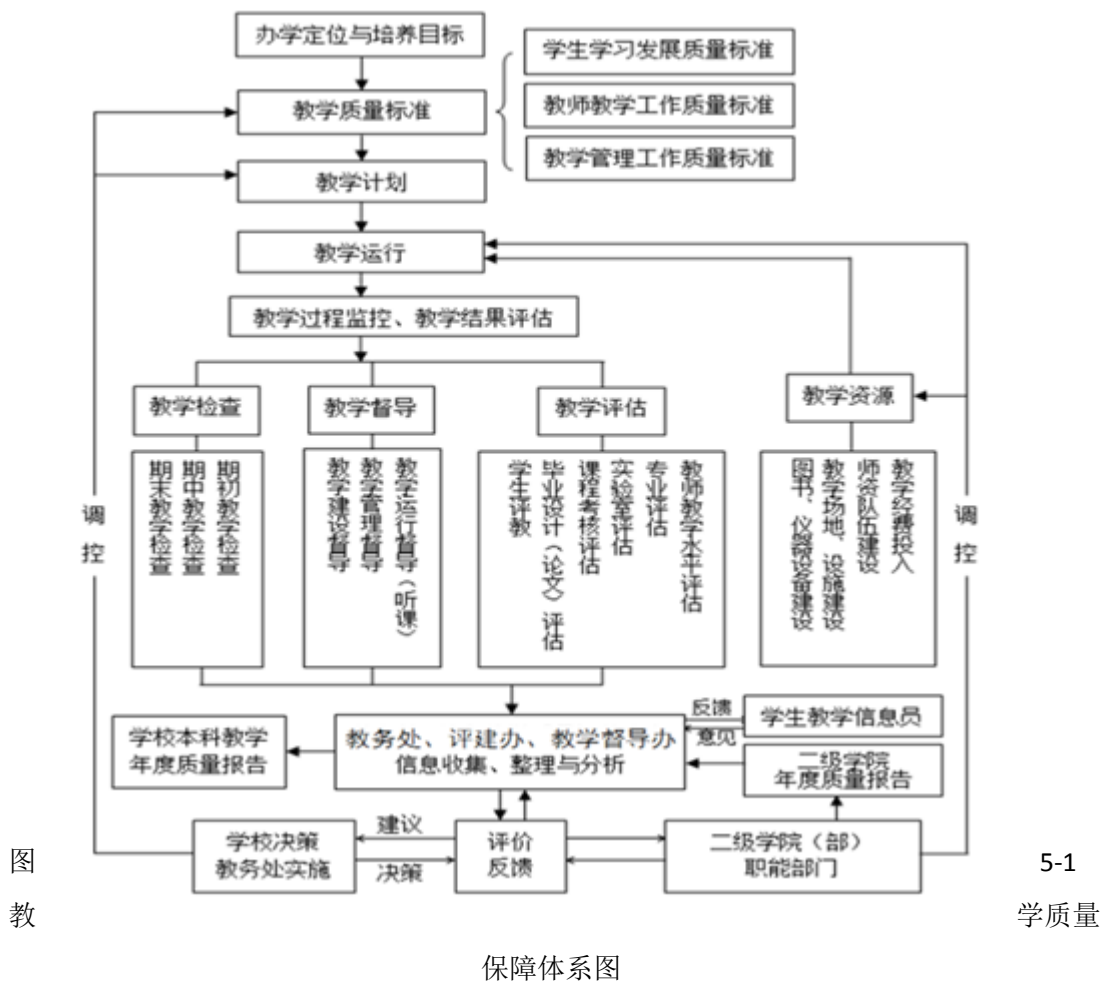 办学定位与培养目标
学生学习发展质量标准
教学质量标准
教师教学工作质量标准
教学管理工作质量标准
教学计划
教学运行
教学过程监控、教学结果评估
教学检查
教学督导
教学评估
教学资源
期末教学检查
期中教学检查
期初教学检查
教学建设督导
教学管理督导
教学运行督导（听课）
学生评教
毕业设计（论文）评估
课程考核评估
实验室评估
专业评估
教师教学水平评估
图书、仪器设备建设
教学场地、设施建设
师资队伍建设
教学经费投入
调控
调控
学校本科教学
年度质量报告
教务处、评建办、教学督导办
信息收集、整理与分析
反馈
意见
学生教学信息员
二级学院
年度质量报告
学校决策
教务处实施
建议
决策
评价
反馈
二级学院（部）
职能部门
图 5-1
教 学质量
保障体系图